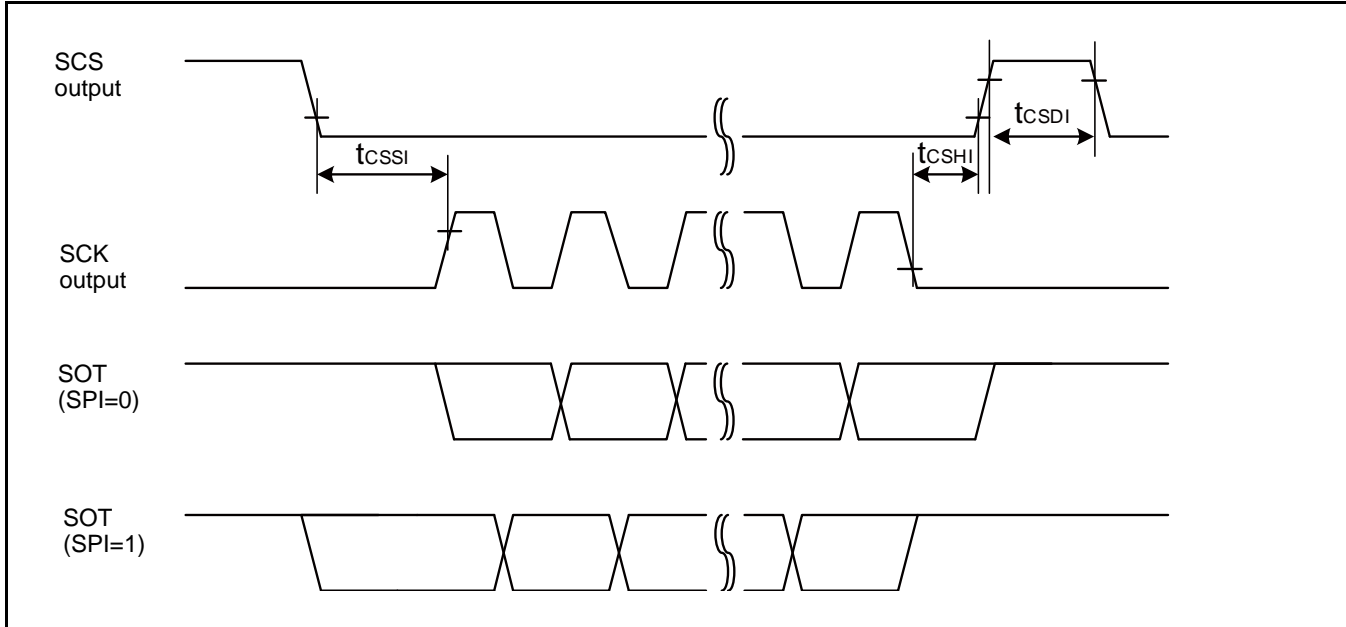 SCS
output
tCSDI
tCSSI
tCSHI
SCK
output
SOT
(SPI=0)
SOT
(SPI=1)